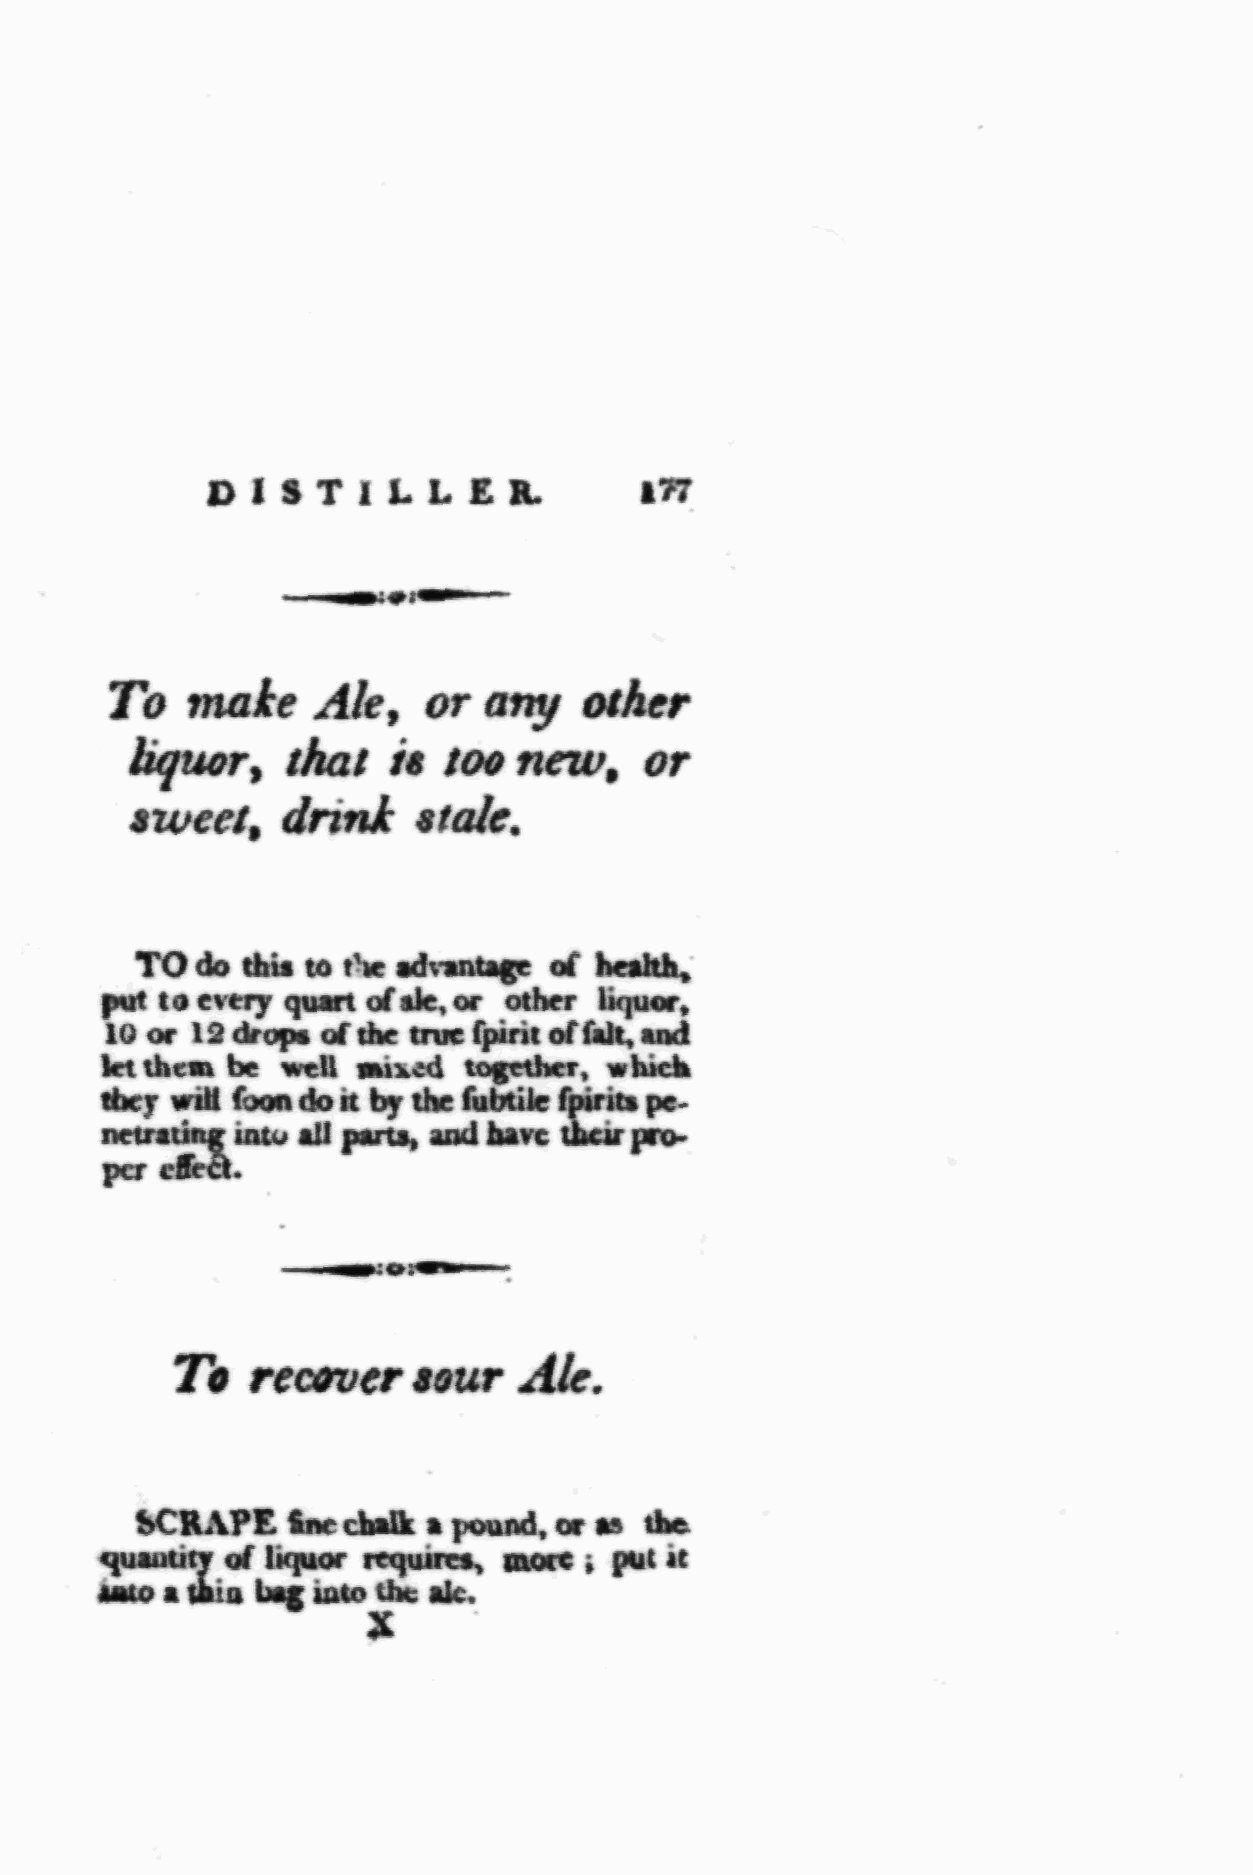 DISTILLER. 177
To make Ale, or any other
liquor, that is too new, or
sweet, drink stale.
TO do this to the advantage of health,
put to every quart of ale, or other liquor,
10 or 12 drops of the true ſpirit of ſalt, and
let them be well mixed together, which
they will ſoon do it by the ſubtile ſpirits pe-
netrating into all parts, and have their pro-
per effect.
To recover sour Ale.
SCRAPE fine chalk a pound, or as the
quantity of liquor requires, more ; put it
into a thin bag into the ale.
X